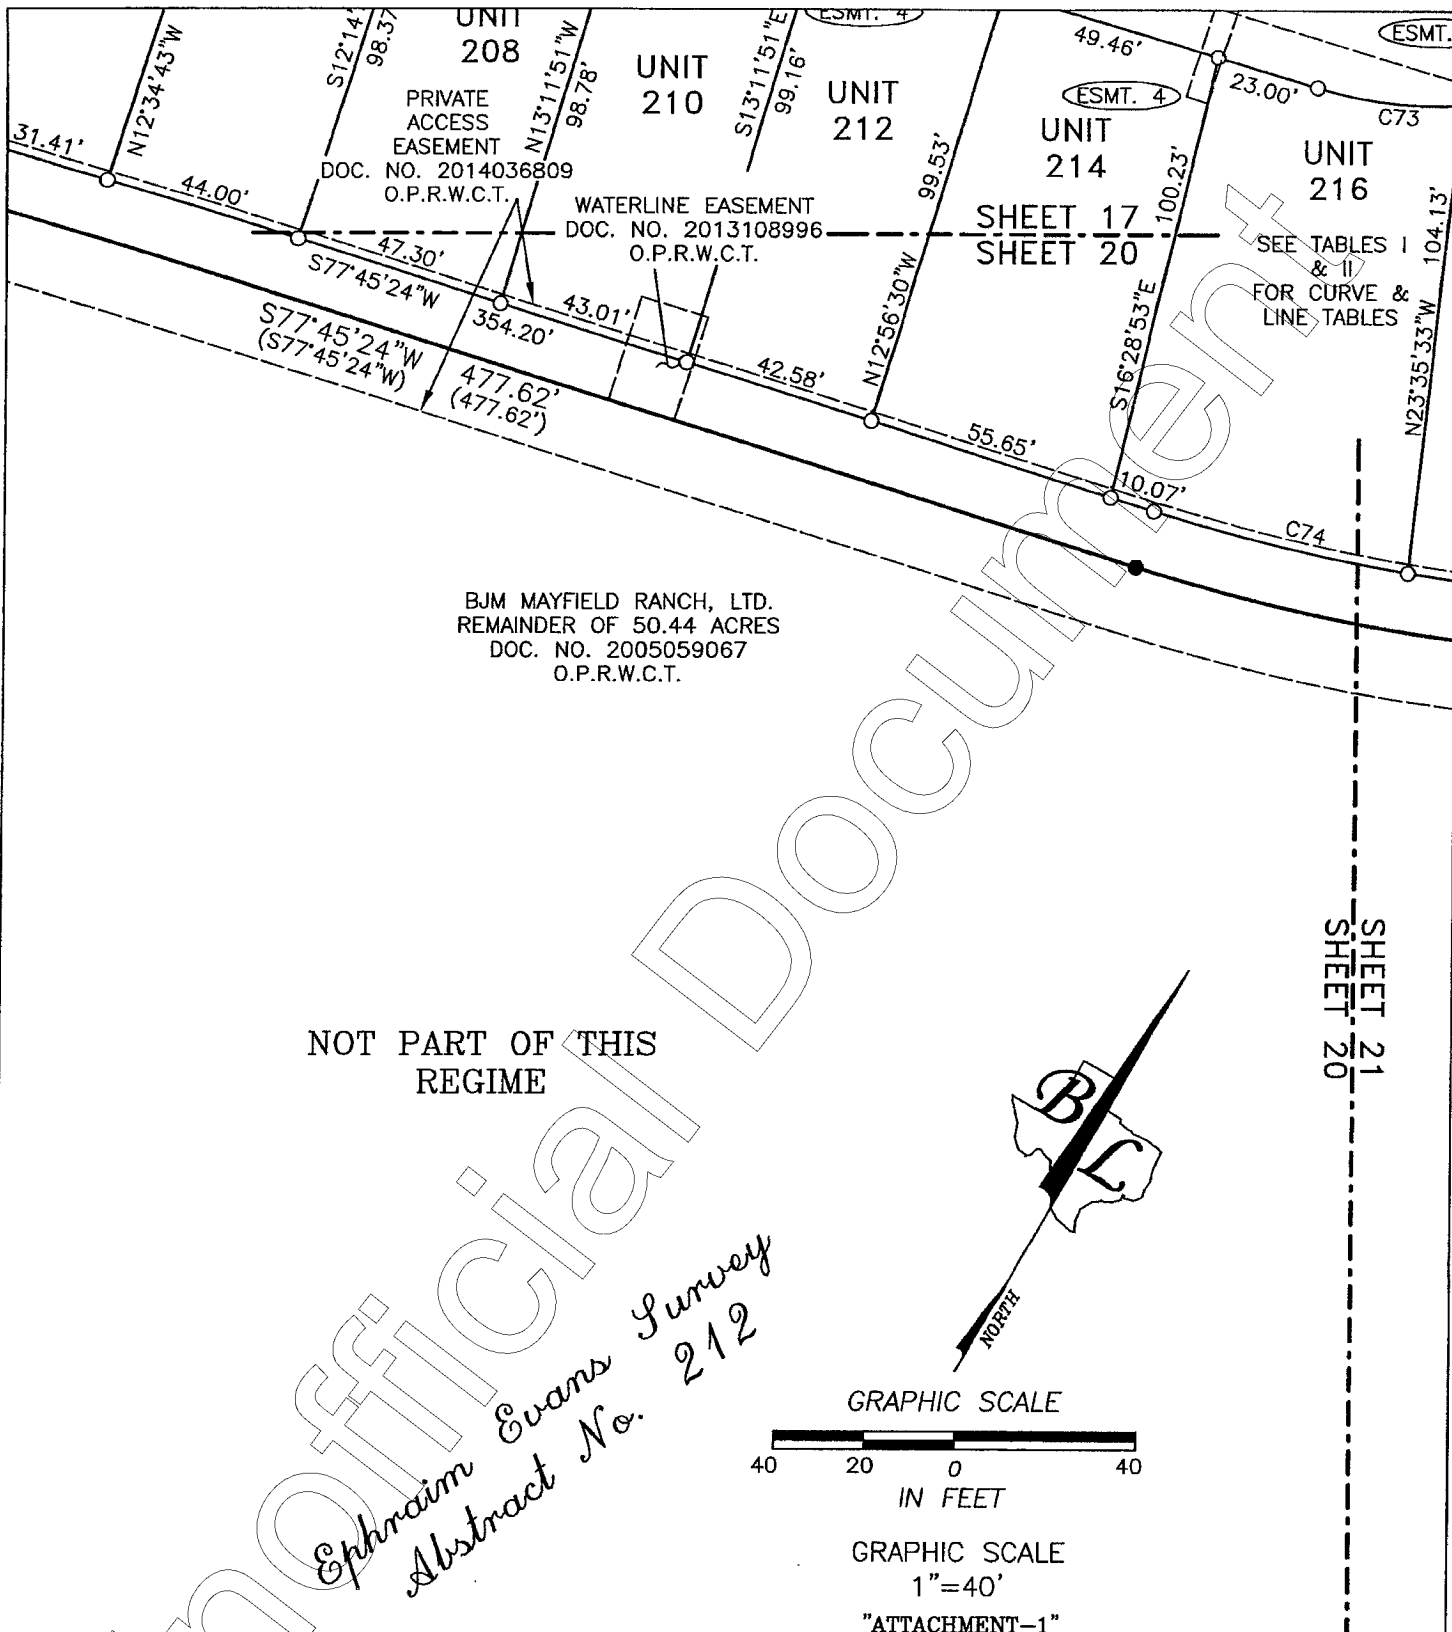 UNIT
208
N12°34'43"W
S12°14'
98.37
N13°11'51"W
98.78'
UNIT
210
S13°11'51"E
99.16'
ESMT. 4
UNIT
212
99.53'
N12°56'30"W
49.46'
ESMT. 4
UNIT
214
100.23'
S16°28'53"E
23.00'
ESMT.
C73
UNIT
216
104.13'
N23°35'33"W
PRIVATE
ACCESS
EASEMENT
DOC. NO. 2014036809
O.P.R.W.C.T.
WATERLINE EASEMENT
DOC. NO. 2013108996
O.P.R.W.C.T.
SHEET 17
SHEET 20
SEE TABLES I
& II
FOR CURVE &
LINE TABLES
31.41'
44.00'
47.30'
S77°45'24"W
354.20'
43.01'
42.58'
55.65'
10.07'
C74
S77°45'24"W
(S77°45'24"W)
477.62'
(477.62')
BJM MAYFIELD RANCH, LTD.
REMAINDER OF 50.44 ACRES
DOC. NO. 2005059067
O.P.R.W.C.T.
SHEET 21
SHEET 20
NOT PART OF THIS
REGIME
B
L
NORTH
Ephraim Evans Survey
Abstract No. 212
GRAPHIC SCALE
40 20 0 40
IN FEET
GRAPHIC SCALE
1"=40'
"ATTACHMENT-1"
nofficial Document